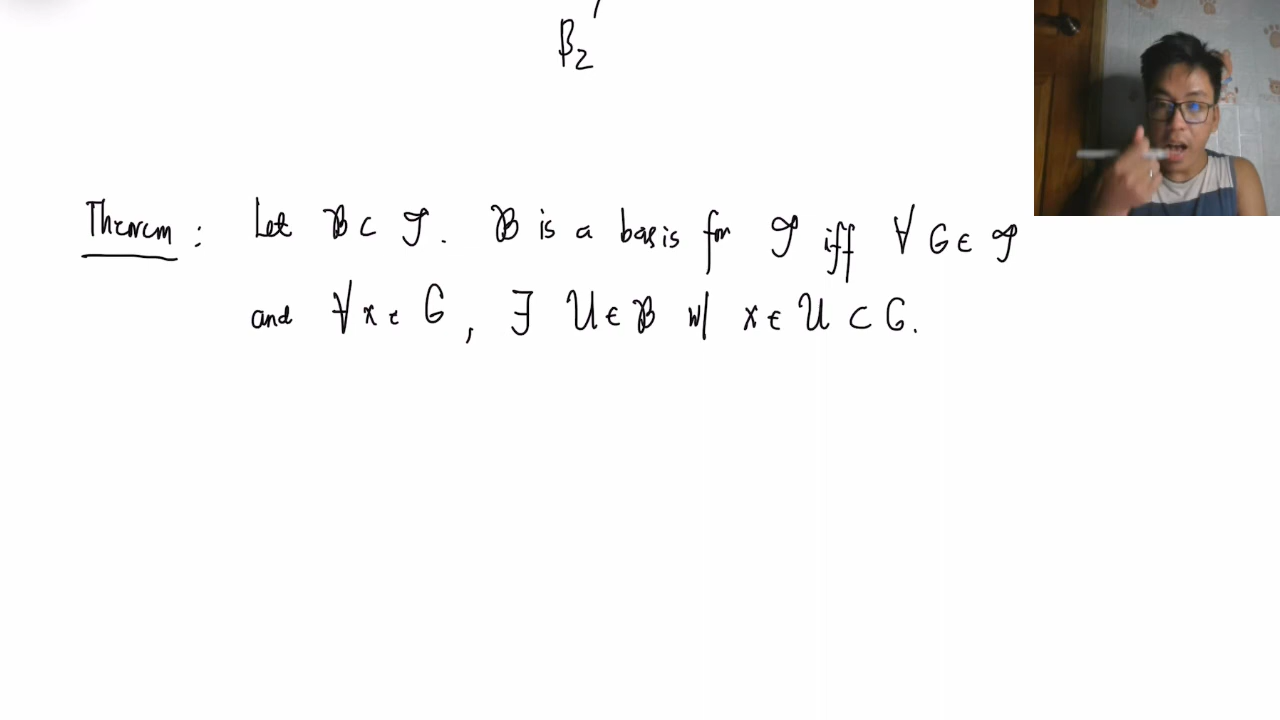 β₂
Theorem : Let ℬ ⊂ 𝒯. ℬ is a basis for 𝒯 iff ∀ G ∈ 𝒯
and ∀ x ∈ G, ∃ U ∈ ℬ w/ x ∈ U ⊂ G.